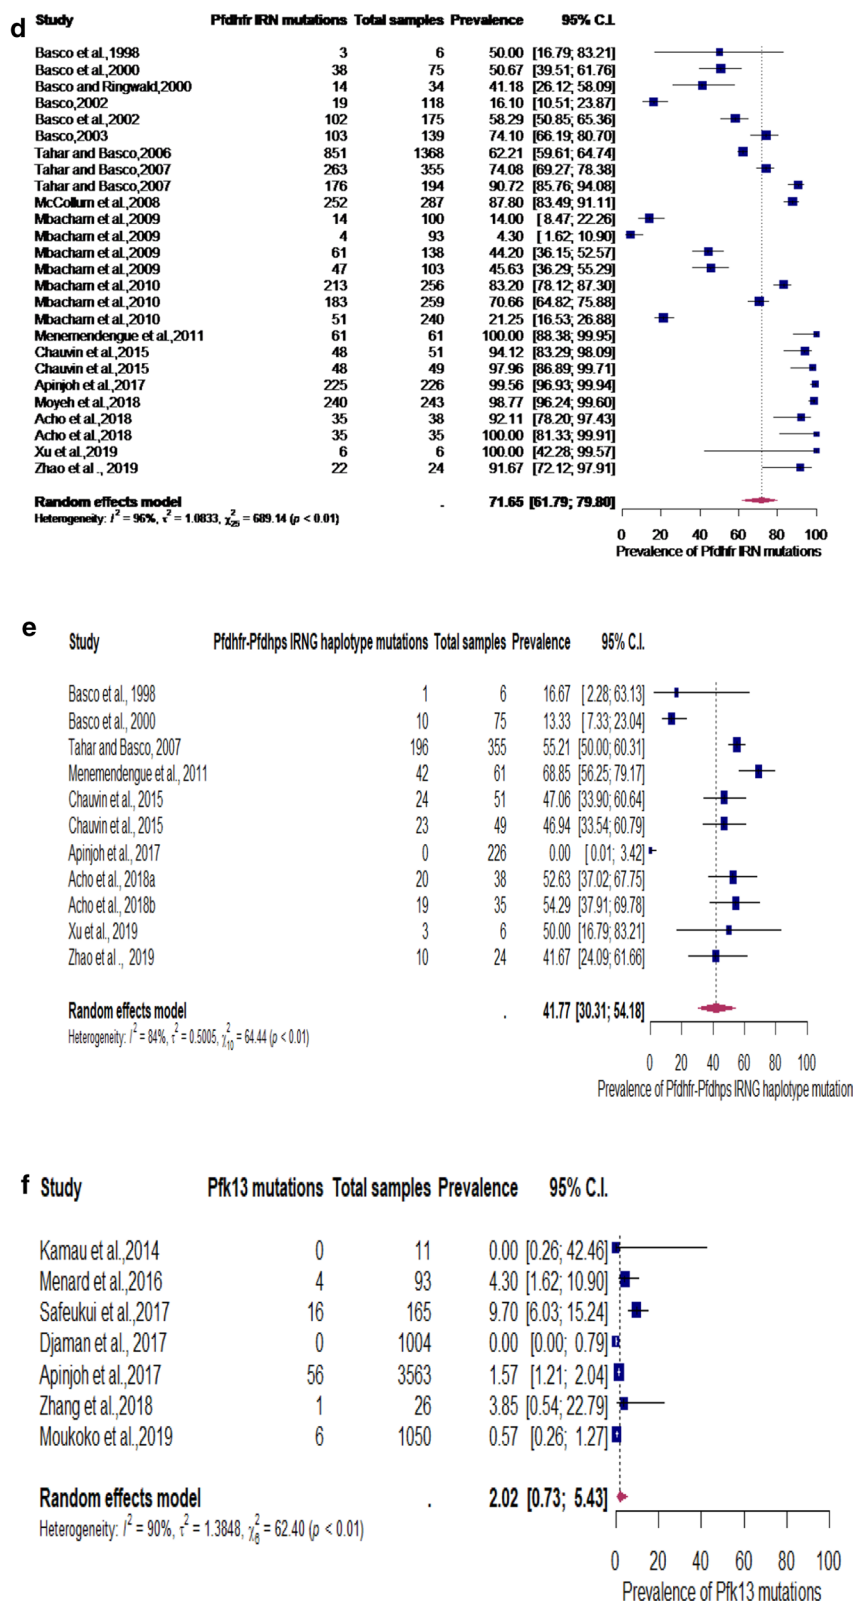 d
Study Pfdhfr IRN mutations Total samples Prevalence 95% C.I.
Basco et al.,1998 3 6 50.00 [16.79; 83.21]
Basco et al.,2000 38 75 50.67 [39.51; 61.76]
Basco and Ringwald,2000 14 34 41.18 [26.12; 58.09]
Basco,2002 19 118 16.10 [10.51; 23.87]
Basco et al.,2002 102 175 58.29 [50.85; 65.36]
Basco,2003 103 139 74.10 [66.19; 80.70]
Tahar and Basco,2006 851 1368 62.21 [59.61; 64.74]
Tahar and Basco,2007 263 355 74.08 [69.27; 78.38]
Tahar and Basco,2007 176 194 90.72 [85.76; 94.08]
McCollum et al.,2008 252 287 87.80 [83.49; 91.11]
Mbacham et al.,2009 14 100 14.00 [ 8.47; 22.26]
Mbacham et al.,2009 4 93 4.30 [ 1.62; 10.90]
Mbacham et al.,2009 61 138 44.20 [36.15; 52.57]
Mbacham et al.,2009 47 103 45.63 [36.29; 55.29]
Mbacham et al.,2010 213 256 83.20 [78.12; 87.30]
Mbacham et al.,2010 183 259 70.66 [64.82; 75.88]
Mbacham et al.,2010 51 240 21.25 [16.53; 26.88]
Menemendengue et al.,2011 61 61 100.00 [88.38; 99.95]
Chauvin et al.,2015 48 51 94.12 [83.29; 98.09]
Chauvin et al.,2015 48 49 97.96 [86.89; 99.71]
Apinjoh et al.,2017 225 226 99.56 [96.93; 99.94]
Moyeh et al.,2018 240 243 98.77 [96.24; 99.60]
Acho et al.,2018 35 38 92.11 [78.20; 97.43]
Acho et al.,2018 35 35 100.00 [81.33; 99.91]
Xu et al.,2019 6 6 100.00 [42.28; 99.57]
Zhao et al ., 2019 22 24 91.67 [72.12; 97.91]
Random effects model . 71.65 [61.79; 79.80]
Heterogeneity: I² = 96%, τ² = 1.0833, χ²₂₅ = 689.14 (p < 0.01)
0 20 40 60 80 100
Prevalence of Pfdhfr IRN mutations
e
Study Pfdhfr-Pfdhps IRNG haplotype mutations Total samples Prevalence 95% C.I.
Basco et al., 1998 1 6 16.67 [ 2.28; 63.13]
Basco et al., 2000 10 75 13.33 [ 7.33; 23.04]
Tahar and Basco, 2007 196 355 55.21 [50.00; 60.31]
Menemendengue et al., 2011 42 61 68.85 [56.25; 79.17]
Chauvin et al., 2015 24 51 47.06 [33.90; 60.64]
Chauvin et al., 2015 23 49 46.94 [33.54; 60.79]
Apinjoh et al., 2017 0 226 0.00 [0.01; 3.42]
Acho et al., 2018a 20 38 52.63 [37.02; 67.75]
Acho et al., 2018b 19 35 54.29 [37.91; 69.78]
Xu et al., 2019 3 6 50.00 [16.79; 83.21]
Zhao et al ., 2019 10 24 41.67 [24.09; 61.66]
Random effects model . 41.77 [30.31; 54.18]
Heterogeneity: I² = 84%, τ² = 0.5005, χ²₁₀ = 64.44 (p < 0.01)
0 20 40 60 80 100
Prevalence of Pfdhfr-Pfdhps IRNG haplotype mutation
f
Study Pfk13 mutations Total samples Prevalence 95% C.I.
Kamau et al.,2014 0 11 0.00 [0.26; 42.46]
Menard et al.,2016 4 93 4.30 [1.62; 10.90]
Safeukui et al.,2017 16 165 9.70 [6.03; 15.24]
Djaman et al., 2017 0 1004 0.00 [0.00; 0.79]
Apinjoh et al.,2017 56 3563 1.57 [1.21; 2.04]
Zhang et al.,2018 1 26 3.85 [0.54; 22.79]
Moukoko et al.,2019 6 1050 0.57 [0.26; 1.27]
Random effects model . 2.02 [0.73; 5.43]
Heterogeneity: I² = 90%, τ² = 1.3848, χ²₆ = 62.40 (p < 0.01)
0 20 40 60 80 100
Prevalence of Pfk13 mutations